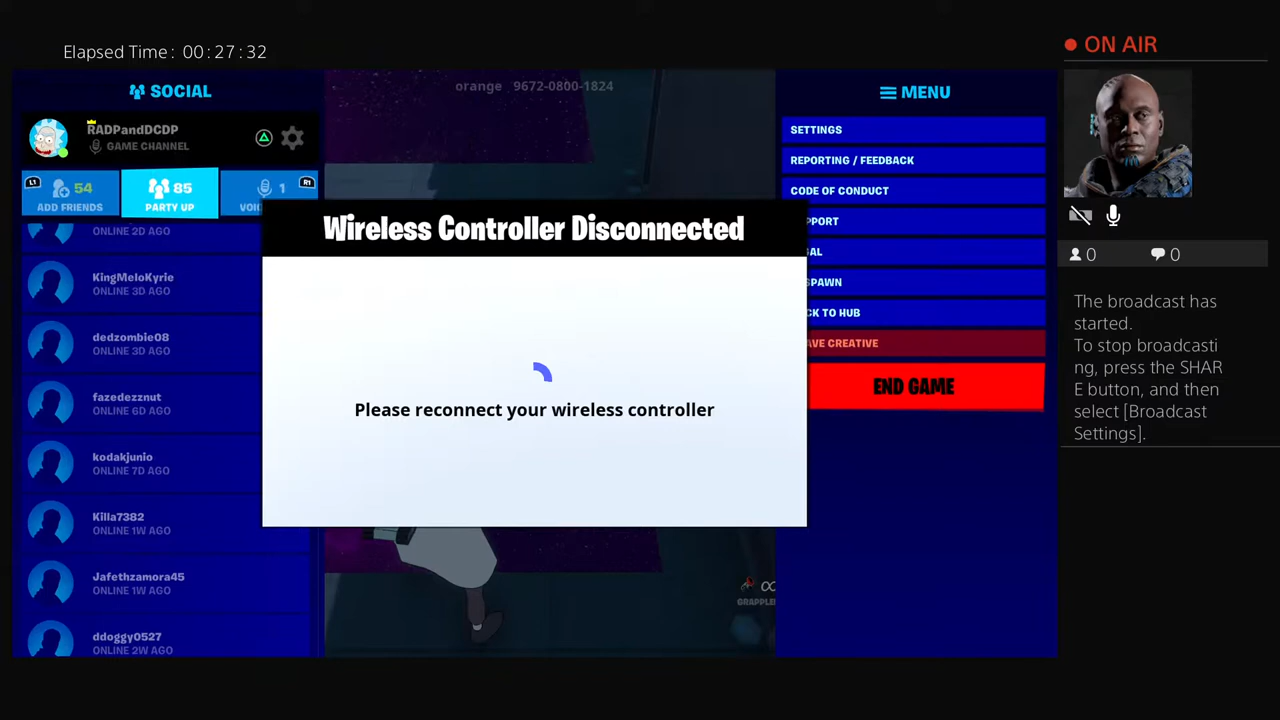 Elapsed Time: 00:27:32
ON AIR
SOCIAL
orange 9672-0800-1824
MENU
RADPandDCDP
GAME CHANNEL
SETTINGS
REPORTING / FEEDBACK
CODE OF CONDUCT
L1
54
ADD FRIENDS
85
PARTY UP
1
R1
VOIC
ONLINE 2D AGO
KingMeloKyrie
ONLINE 3D AGO
dedzombie08
ONLINE 3D AGO
fazedezznut
ONLINE 6D AGO
kodakjunio
ONLINE 7D AGO
Killa7382
ONLINE 1W AGO
Jafethzamora45
ONLINE 1W AGO
ddoggy0527
ONLINE 2W AGO
Wireless Controller Disconnected
Please reconnect your wireless controller
PPORT
GAL
SPAWN
CK TO HUB
AVE CREATIVE
END GAME
GRAPPLER
0
0
The broadcast has
started.
To stop broadcasti
ng, press the SHAR
E button, and then
select [Broadcast
Settings].